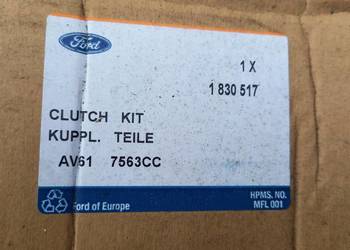 Ford
1 X
1 830 517
CLUTCH KIT
KUPPL. TEILE
AV61 7563CC
HPMS. NO.
Ford of Europe
MFL 001